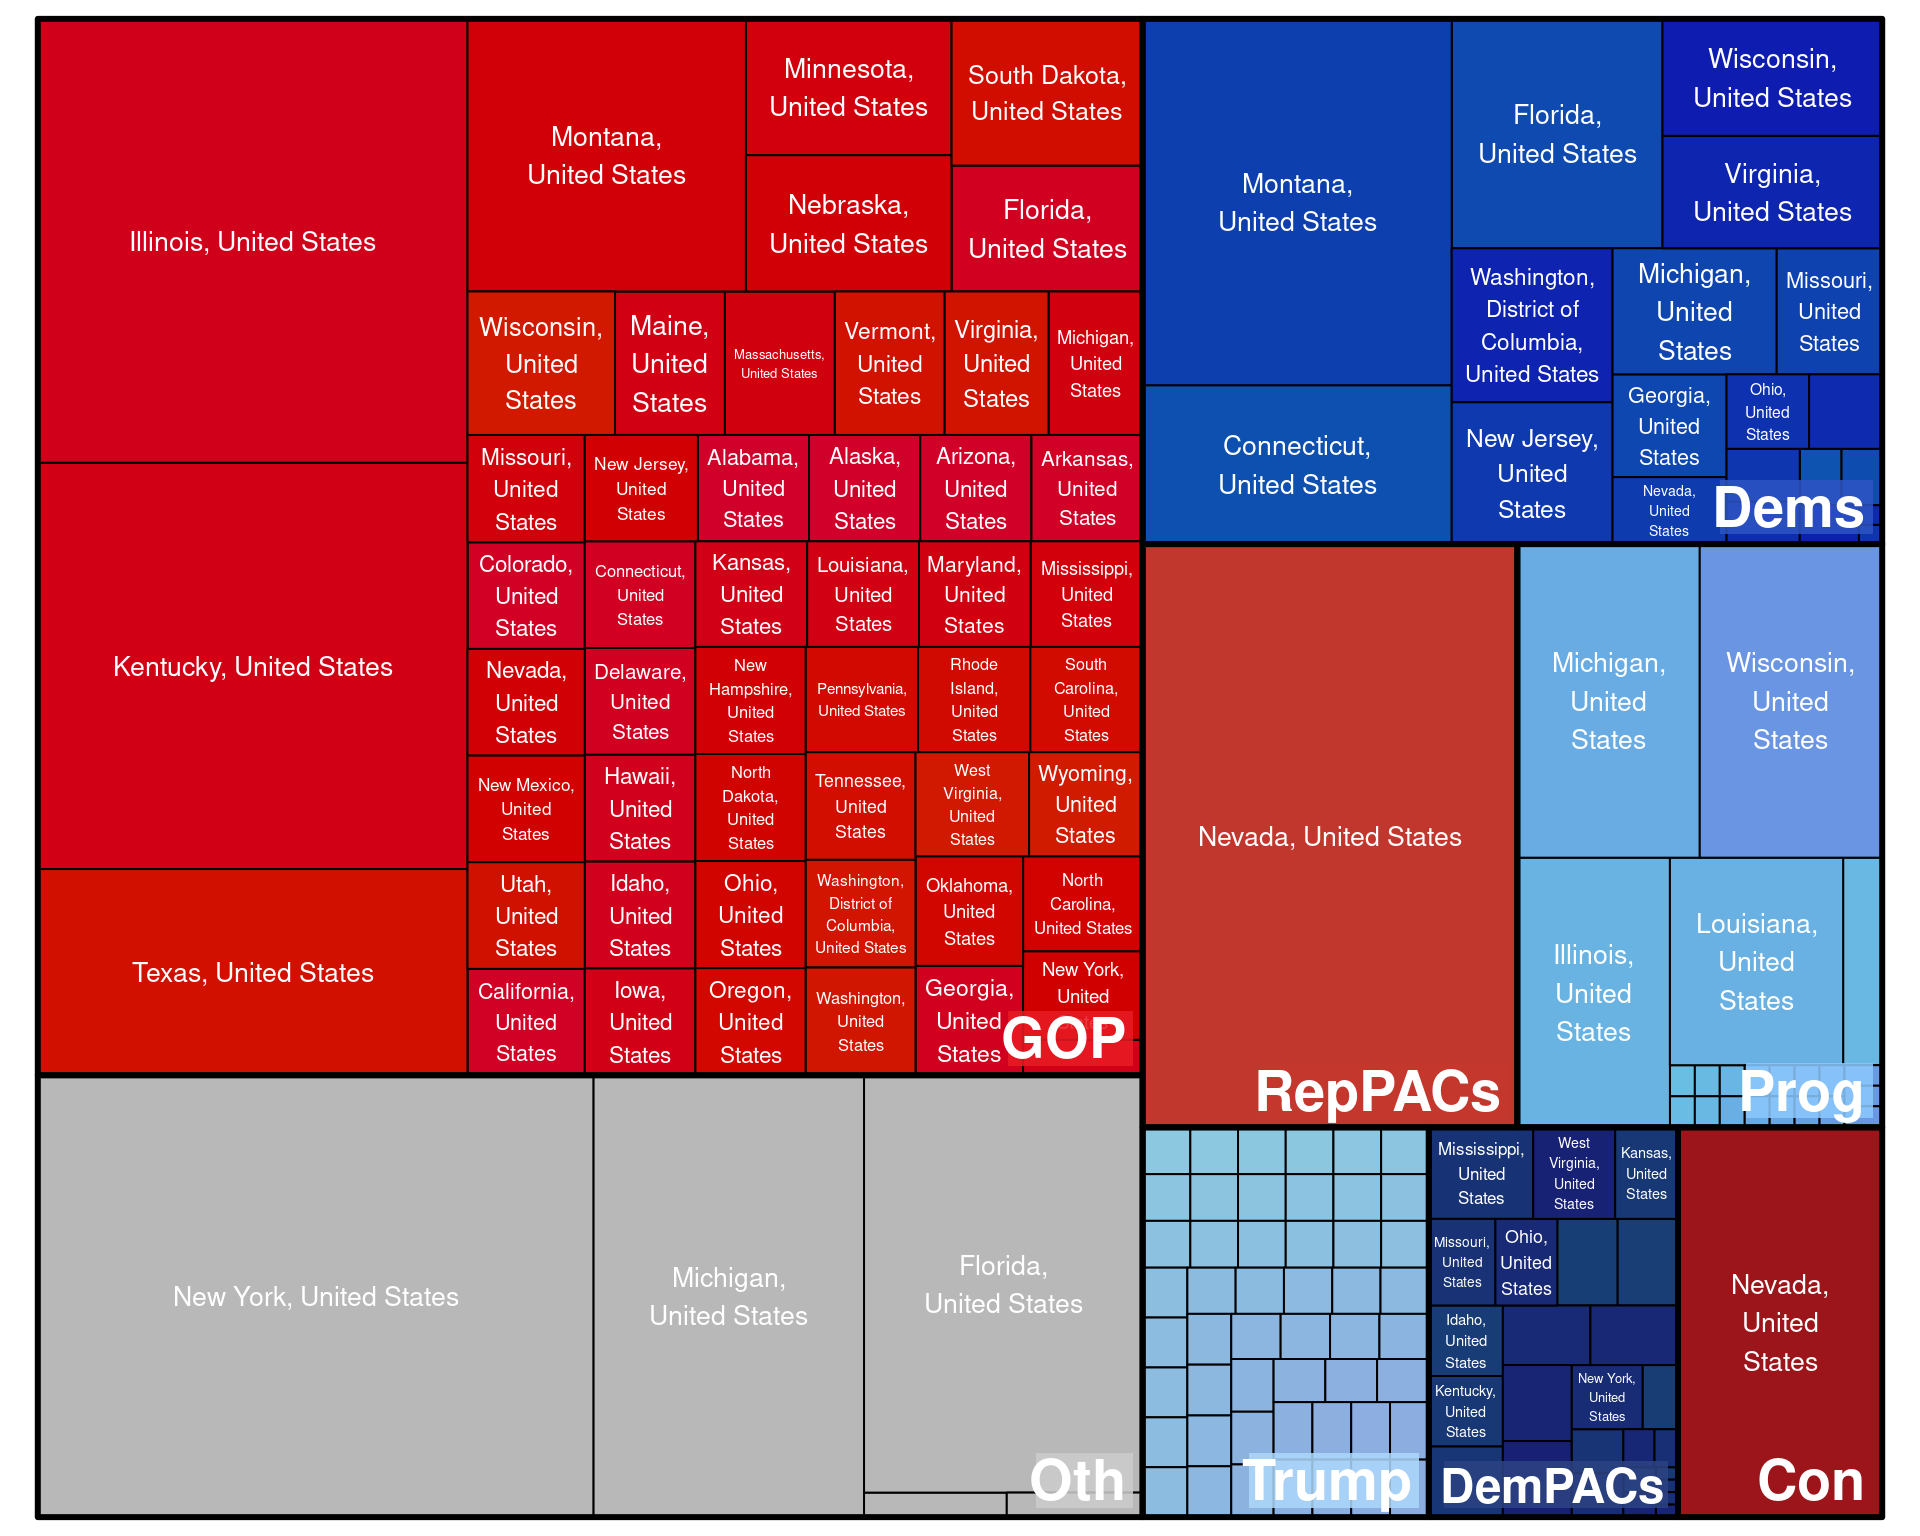 Illinois, United States
Kentucky, United States
Texas, United States
Montana,
United States
Minnesota,
United States
Nebraska,
United States
South Dakota,
United States
Florida,
United States
Wisconsin,
United
States
Maine,
United
States
Massachusetts,
United States
Vermont,
United
States
Virginia,
United
States
Michigan,
United
States
Missouri,
United
States
New Jersey,
United
States
Alabama,
United
States
Alaska,
United
States
Arizona,
United
States
Arkansas,
United
States
Colorado,
United
States
Connecticut,
United
States
Kansas,
United
States
Louisiana,
United
States
Maryland,
United
States
Mississippi,
United
States
Nevada,
United
States
Delaware,
United
States
New
Hampshire,
United
States
Pennsylvania,
United States
Rhode
Island,
United
States
South
Carolina,
United
States
New Mexico,
United
States
Hawaii,
United
States
North
Dakota,
United
States
Tennessee,
United
States
West
Virginia,
United
States
Wyoming,
United
States
Utah,
United
States
Idaho,
United
States
Ohio,
United
States
Washington,
District of
Columbia,
United States
Oklahoma,
United
States
North
Carolina,
United States
California,
United
States
Iowa,
United
States
Oregon,
United
States
Washington,
United
States
Georgia,
United
States
New York,
United
GOP
New York, United States
Michigan,
United States
Florida,
United States
Oth
Montana,
United States
Connecticut,
United States
Florida,
United States
Wisconsin,
United States
Virginia,
United States
Washington,
District of
Columbia,
United States
New Jersey,
United
States
Michigan,
United
States
Missouri,
United
States
Georgia,
United
States
Ohio,
United
States
Nevada,
United
States
Dems
Nevada, United States
RepPACs
Michigan,
United
States
Wisconsin,
United
States
Illinois,
United
States
Louisiana,
United
States
Prog
Trump
Mississippi,
United
States
West
Virginia,
United
States
Kansas,
United
States
Missouri,
United
States
Ohio,
United
States
Idaho,
United
States
Kentucky,
United
States
New York,
United
States
DemPACs
Nevada,
United
States
Con